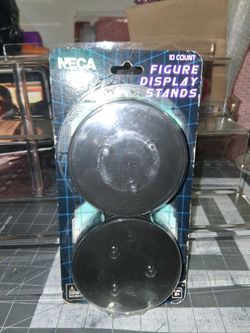 NECA
10 COUNT
FIGURE
DISPLAY
STANDS